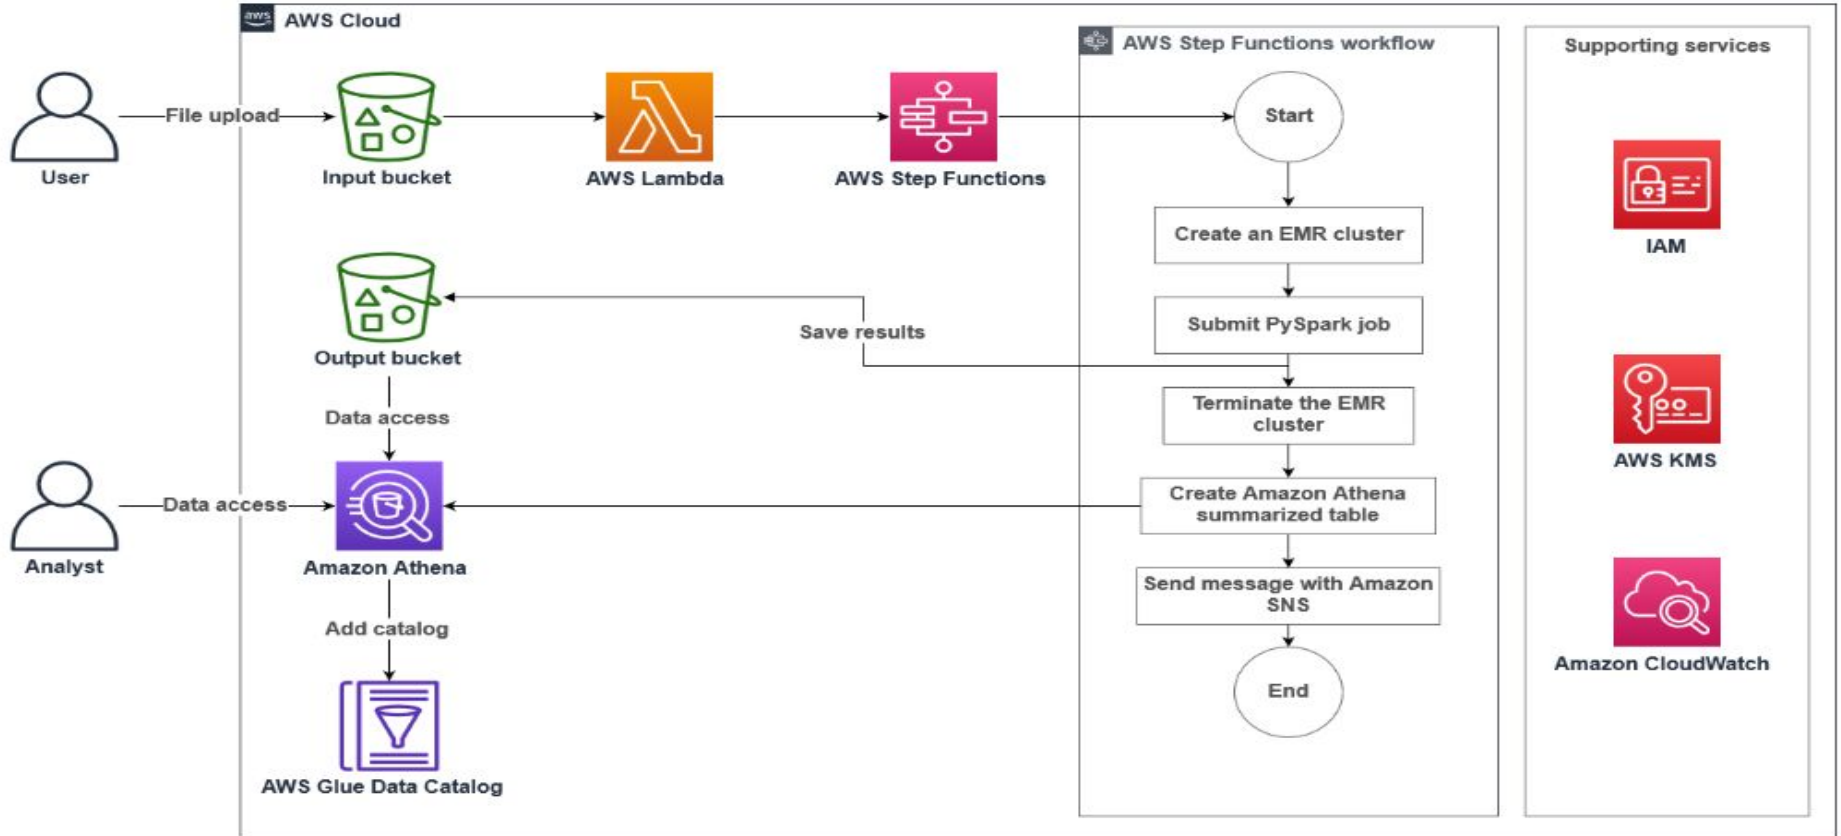 aws
AWS Cloud
AWS Step Functions workflow
Supporting services
File upload
Start
User
Input bucket
AWS Lambda
AWS Step Functions
IAM
Create an EMR cluster
Submit PySpark job
Save results
Output bucket
Terminate the EMR
cluster
Data access
AWS KMS
Data access
Create Amazon Athena
summarized table
Analyst
Amazon Athena
Send message with Amazon
SNS
Add catalog
Amazon CloudWatch
End
AWS Glue Data Catalog